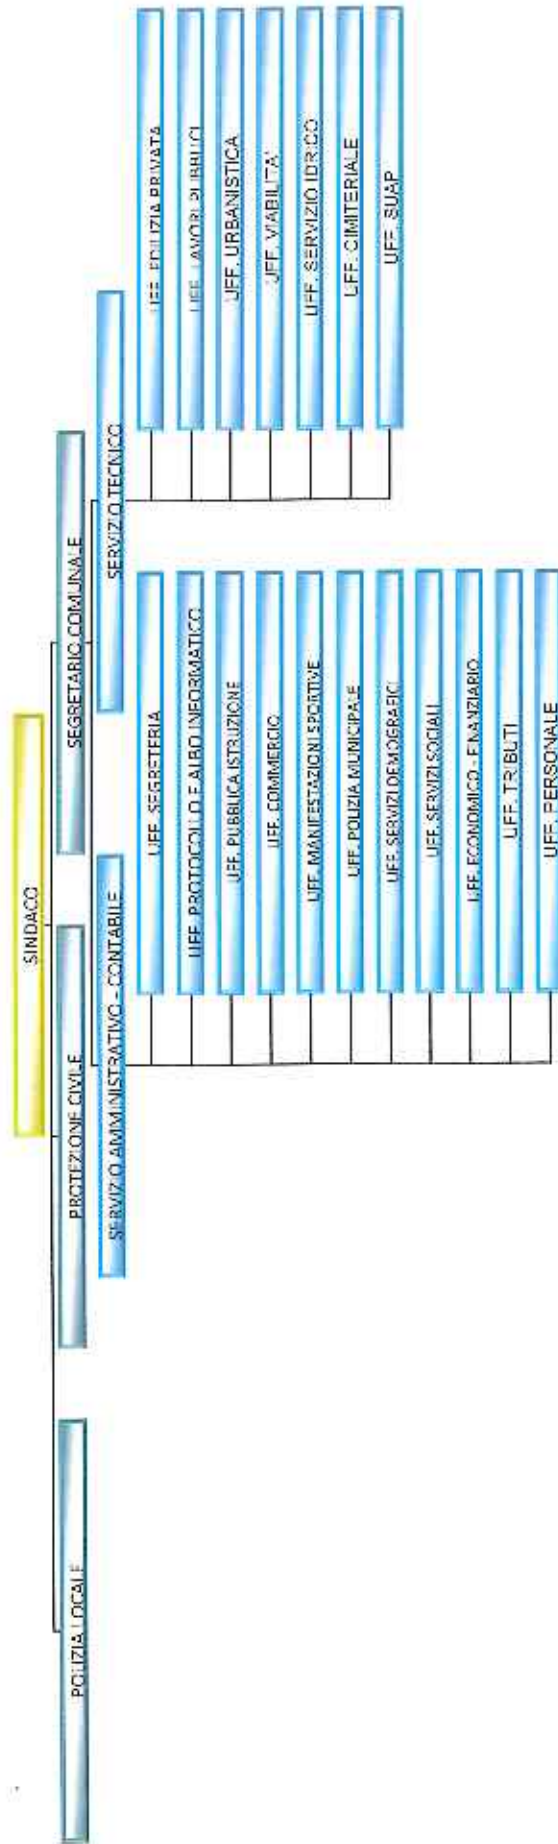 SINDACO
POLIZIA LOCALE
PROTEZIONE CIVILE
SEGRETARIO COMUNALE
SERVIZIO AMMINISTRATIVO - CONTABILE
SERVIZIO TECNICO
UFF. SEGRETERIA
UFF. PROTOCOLLO E ALBO INFORMATICO
UFF. PUBBLICA ISTRUZIONE
UFF. COMMERCIO
UFF. MANIFESTAZIONI SPORTIVE
UFF. POLIZIA MUNICIPALE
UFF. SERVIZI DEMOGRAFICI
UFF. SERVIZI SOCIALI
UFF. ECONOMICO - FINANZIARIO
UFF. TRIBUTI
UFF. PERSONALE
UFF. EDILIZIA PRIVATA
UFF. LAVORI PUBBLICI
UFF. URBANISTICA
UFF. VIABILITA'
UFF. SERVIZIO IDRICO
UFF. CIMITERIALE
UFF. SUAP